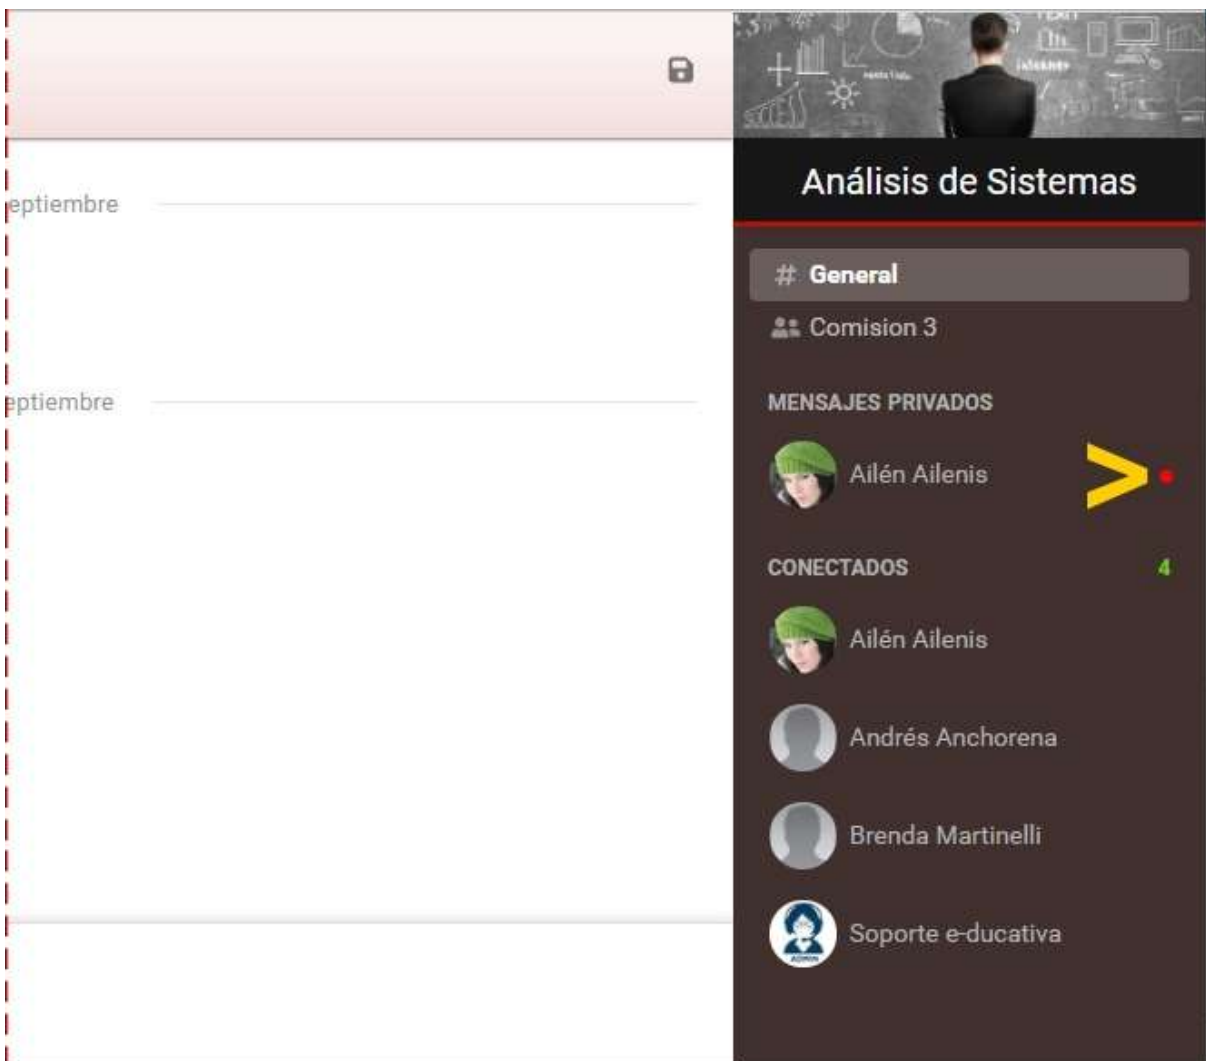 Análisis de Sistemas
eptiembre
# General
Comision 3
eptiembre
MENSAJES PRIVADOS
Ailén Ailenis >
CONECTADOS 4
Ailén Ailenis
Andrés Anchorena
Brenda Martinelli
Soporte e-ducativa
ADMIN